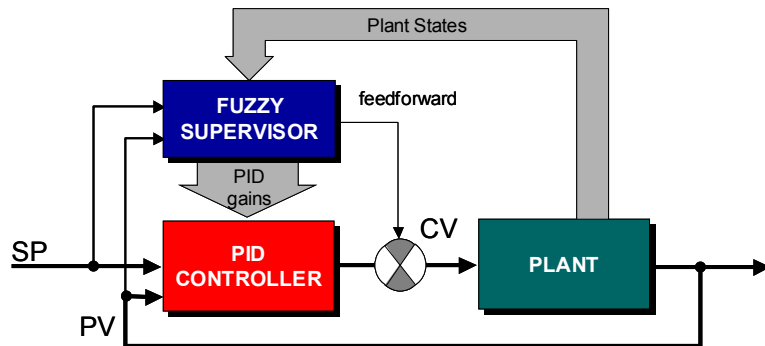 Plant States
FUZZY
SUPERVISOR
feedforward
PID
gains
SP
PID
CONTROLLER
CV
PLANT
PV